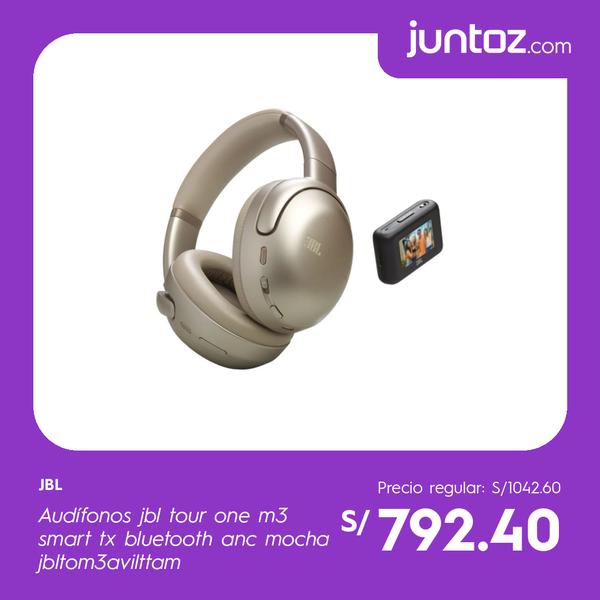 juntoz.com
JBL
JBL
Audífonos jbl tour one m3
smart tx bluetooth anc mocha
jbltom3avilttam
Precio regular: S/1042.60
S/ 792.40